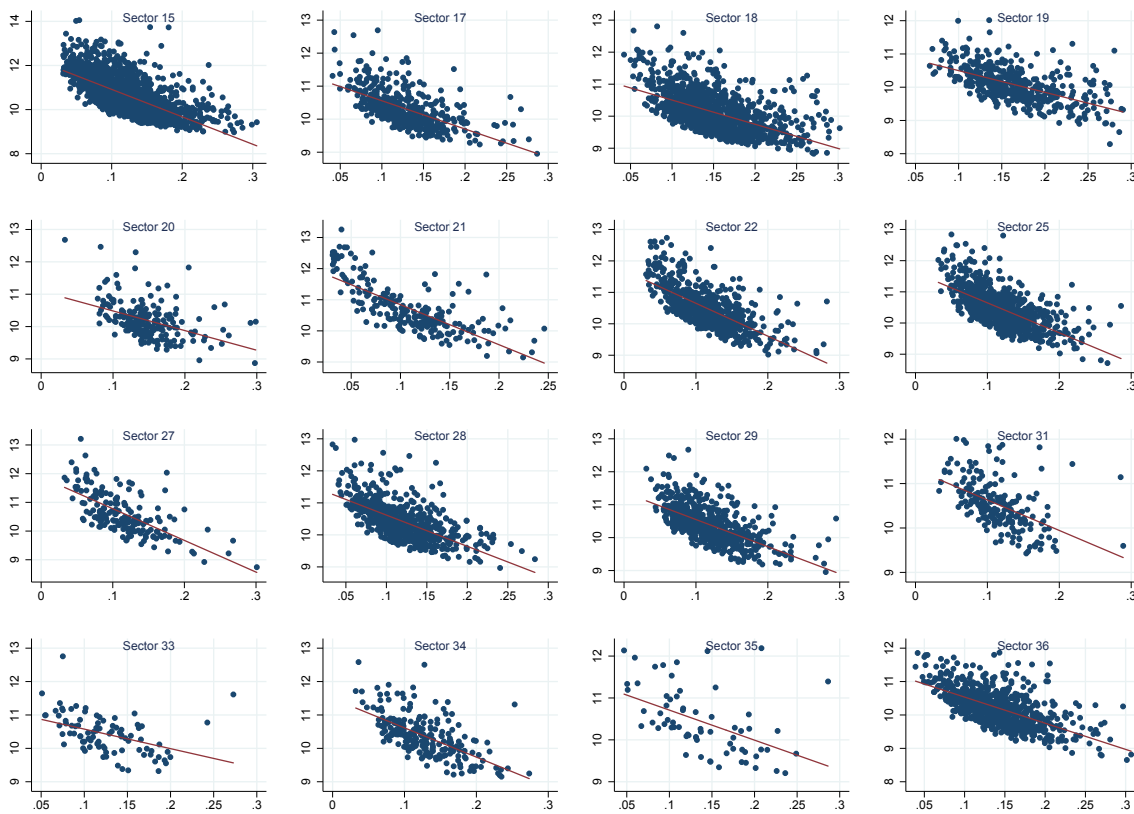 Sector 15
14
12
10
8
0 .1 .2 .3
Sector 17
13
12
11
10
9
.05 .1 .15 .2 .25 .3
Sector 18
13
12
11
10
9
.05 .1 .15 .2 .25 .3
Sector 19
12
11
10
9
8
.05 .1 .15 .2 .25 .3
Sector 20
13
12
11
10
9
0 .1 .2 .3
Sector 21
13
12
11
10
9
.05 .1 .15 .2 .25
Sector 22
13
12
11
10
9
0 .1 .2 .3
Sector 25
13
12
11
10
9
0 .1 .2 .3
Sector 27
13
12
11
10
9
0 .1 .2 .3
Sector 28
13
12
11
10
9
.05 .1 .15 .2 .25 .3
Sector 29
13
12
11
10
9
0 .1 .2 .3
Sector 31
12
11
10
9
0 .1 .2 .3
Sector 33
13
12
11
10
9
.05 .1 .15 .2 .25 .3
Sector 34
13
12
11
10
9
0 .1 .2 .3
Sector 35
12
11
10
9
.05 .1 .15 .2 .25 .3
Sector 36
12
11
10
9
8
.05 .1 .15 .2 .25 .3